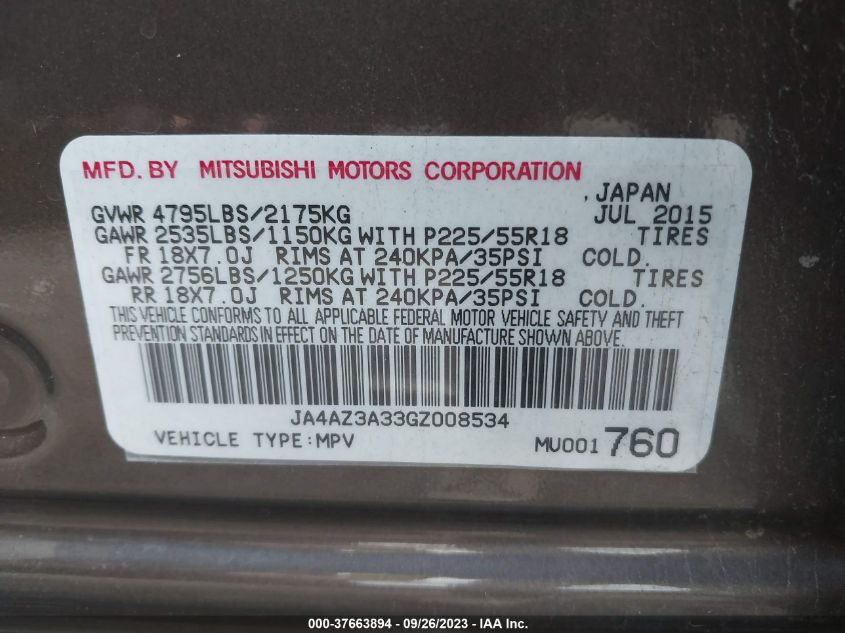 MFD. BY MITSUBISHI MOTORS CORPORATION
, JAPAN
GVWR 4795LBS/2175KG JUL 2015
GAWR 2535LBS/1150KG WITH P225/55R18 TIRES
FR 18X7.0J RIMS AT 240KPA/35PSI COLD.
GAWR 2756LBS/1250KG WITH P225/55R18 TIRES
RR 18X7.0J RIMS AT 240KPA/35PSI COLD.
THIS VEHICLE CONFORMS TO ALL APPLICABLE FEDERAL MOTOR VEHICLE SAFETY AND THEFT
PREVENTION STANDARDS IN EFFECT ON THE DATE OF MANUFACTURE SHOWN ABOVE.
JA4AZ3A33GZ008534
VEHICLE TYPE:MPV MU001 760
000-37663894 - 09/26/2023 - IAA Inc.